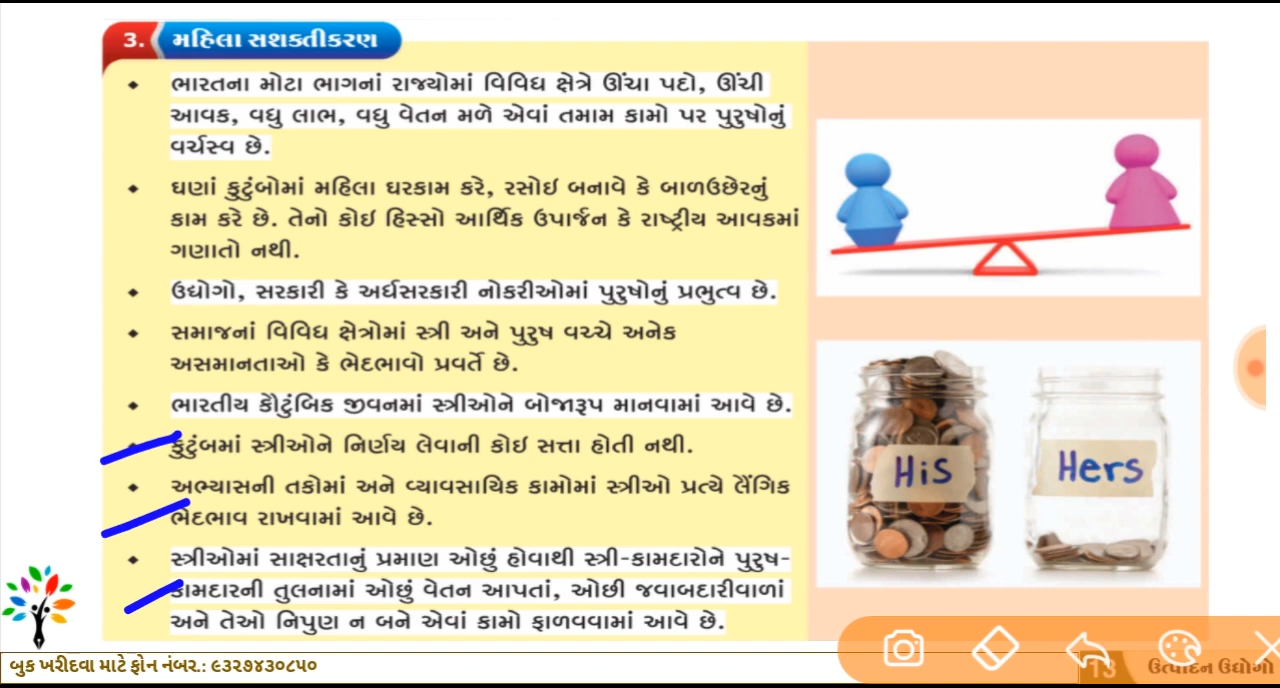 3. મહિલા સશક્તીકરણ
ભારતના મોટા ભાગનાં રાજ્યોમાં વિવિધ ક્ષેત્રે ઊંચા પદો, ઊંચી
આવક, વધુ લાભ, વધુ વેતન મળે એવાં તમામ કામો પર પુરુષોનું
વર્ચસ્વ છે.
ઘણાં કુટુંબોમાં મહિલા ઘરકામ કરે, રસોઇ બનાવે કે બાળઉછેરનું
કામ કરે છે. તેનો કોઇ હિસ્સો આર્થિક ઉપાર્જન કે રાષ્ટ્રીય આવકમાં
ગણાતો નથી.
ઉદ્યોગો, સરકારી કે અર્ધસરકારી નોકરીઓમાં પુરુષોનું પ્રભુત્વ છે.
સમાજનાં વિવિધ ક્ષેત્રોમાં સ્ત્રી અને પુરુષ વચ્ચે અનેક
અસમાનતાઓ કે ભેદભાવો પ્રવર્તે છે.
ભારતીય કૌટુંબિક જીવનમાં સ્ત્રીઓને બોજારૂપ માનવામાં આવે છે.
કુટુંબમાં સ્ત્રીઓને નિર્ણય લેવાની કોઇ સત્તા હોતી નથી.
અભ્યાસની તકોમાં અને વ્યાવસાયિક કામોમાં સ્ત્રીઓ પ્રત્યે લૈંગિક
ભેદભાવ રાખવામાં આવે છે.
સ્ત્રીઓમાં સાક્ષરતાનું પ્રમાણ ઓછું હોવાથી સ્ત્રી-કામદારોને પુરુષ-
કામદારની તુલનામાં ઓછું વેતન આપતાં, ઓછી જવાબદારીવાળાં
અને તેઓ નિપુણ ન બને એવાં કામો ફાળવવામાં આવે છે.
His
Hers
બુક ખરીદવા માટે ફોન નંબર.: ૯૩૨૭૪૩૦૮૫૦
13 ઉત્પાદન ઉદ્યોગો